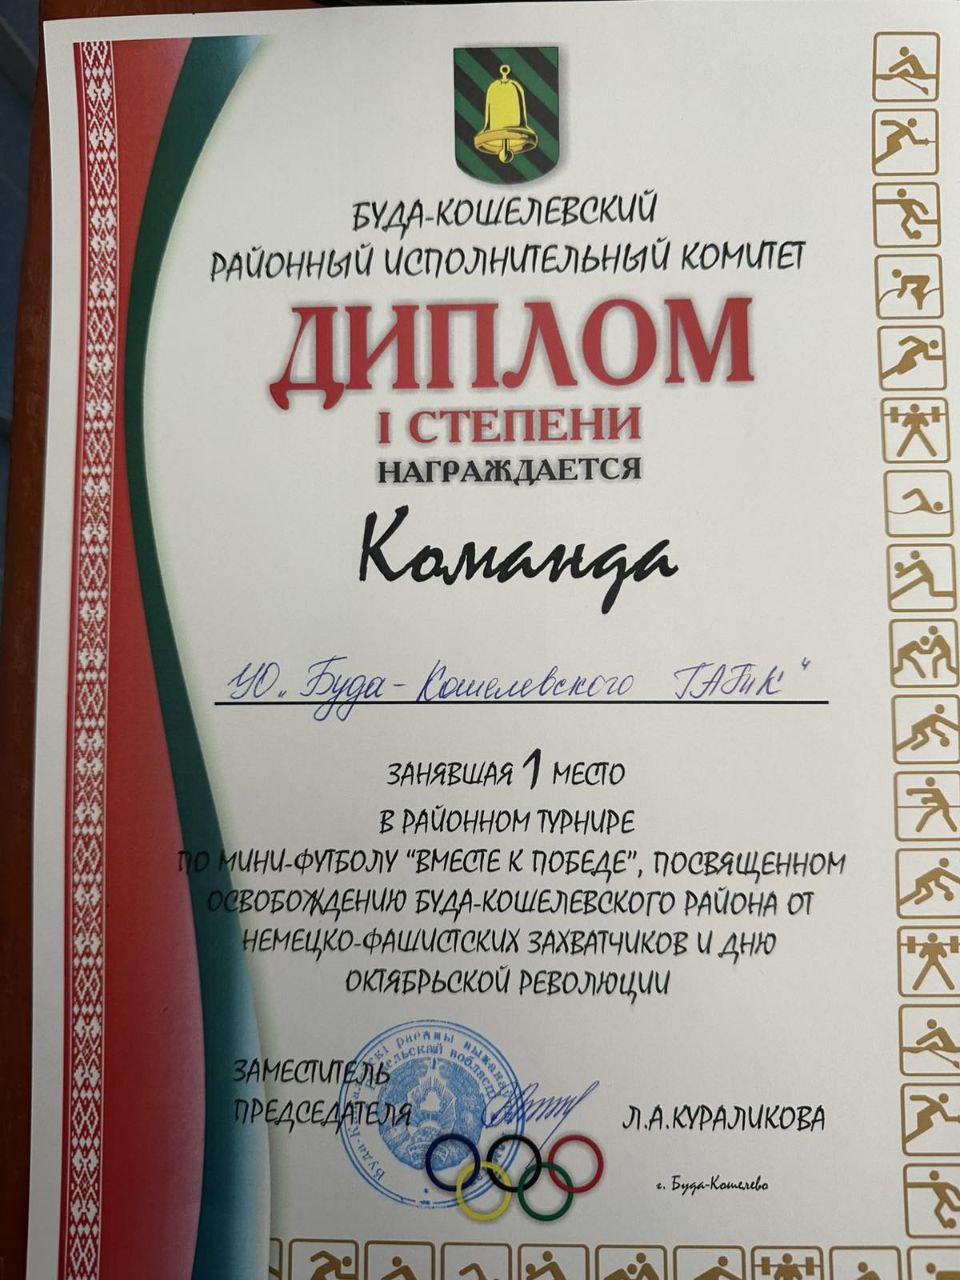 БУДА-КОШЕЛЕВСКИЙ
РАЙОННЫЙ ИСПОЛНИТЕЛЬНЫЙ КОМИТЕТ
ДИПЛОМ
I СТЕПЕНИ
НАГРАЖДАЕТСЯ
Команда
УО „Буда-Кошелевского ГАТиК"
ЗАНЯВШАЯ 1 МЕСТО
В РАЙОННОМ ТУРНИРЕ
ПО МИНИ-ФУТБОЛУ “ВМЕСТЕ К ПОБЕДЕ”, ПОСВЯЩЕННОМ
ОСВОБОЖДЕНИЮ БУДА-КОШЕЛЕВСКОГО РАЙОНА ОТ
НЕМЕЦКО-ФАШИСТСКИХ ЗАХВАТЧИКОВ И ДНЮ
ОКТЯБРЬСКОЙ РЕВОЛЮЦИИ
ЗАМЕСТИТЕЛЬ
ПРЕДСЕДАТЕЛЯ
Л.А.КУРАЛИКОВА
г. Буда-Кошелево